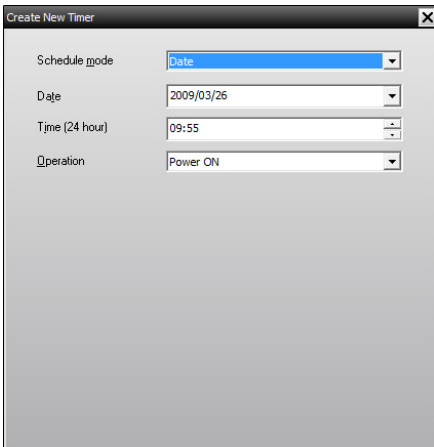 Create New Timer
Schedule mode Date
Date 2009/03/26
Time (24 hour) 09:55
Operation Power ON